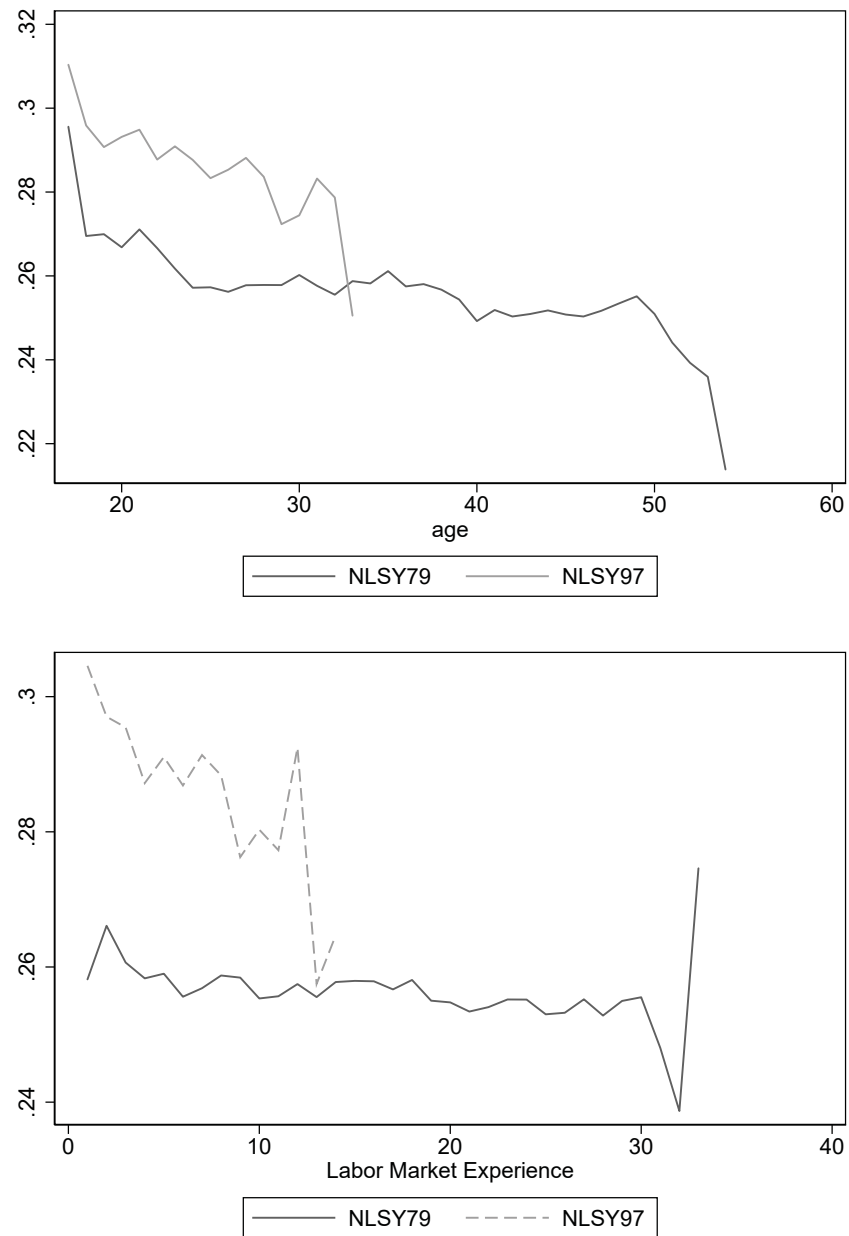 .32
.3
.28
.26
.24
.22
20 30 40 50 60
age
NLSY79 NLSY97
.3
.28
.26
.24
0 10 20 30 40
Labor Market Experience
NLSY79 NLSY97